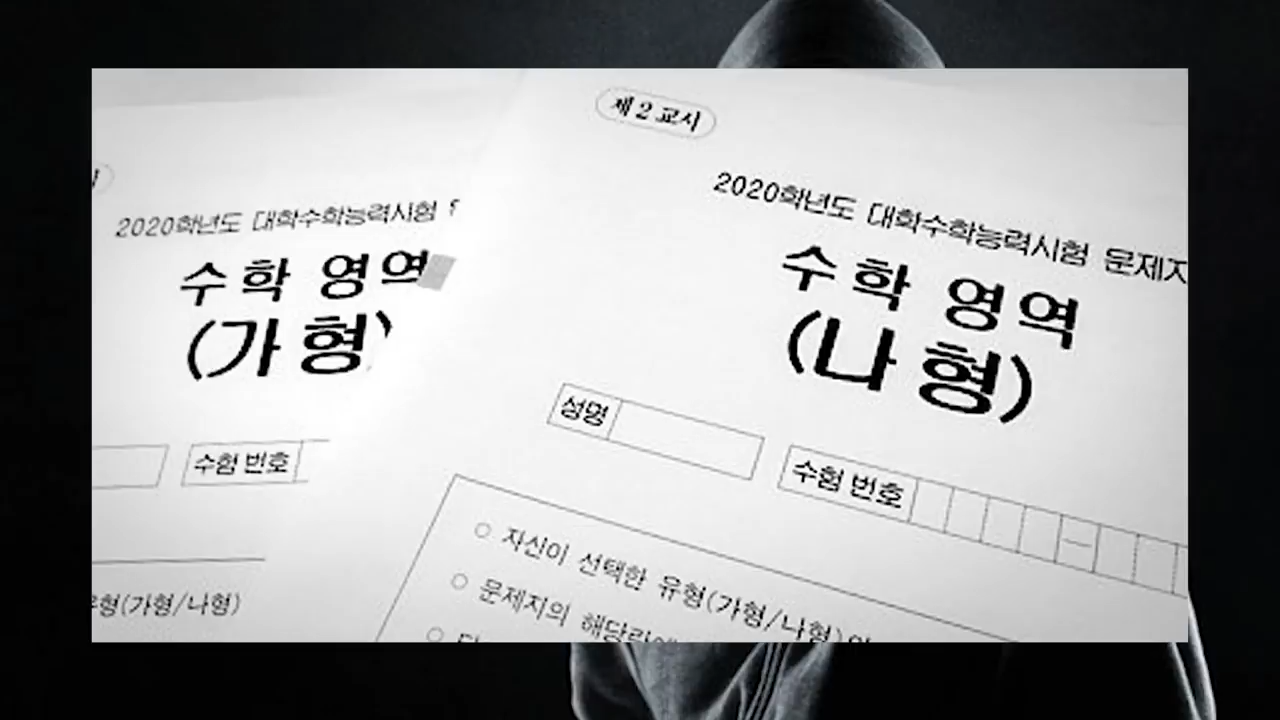 2020학년도 대학수학능력시험
수학 영역
(가 형)
수험 번호
(가형/나형)
제 2 교시
2020학년도 대학수학능력시험 문제지
수학 영역
(나 형)
성명
수험 번호
○ 자신이 선택한 유형(가형/나형)의
○ 문제지의 해당란에